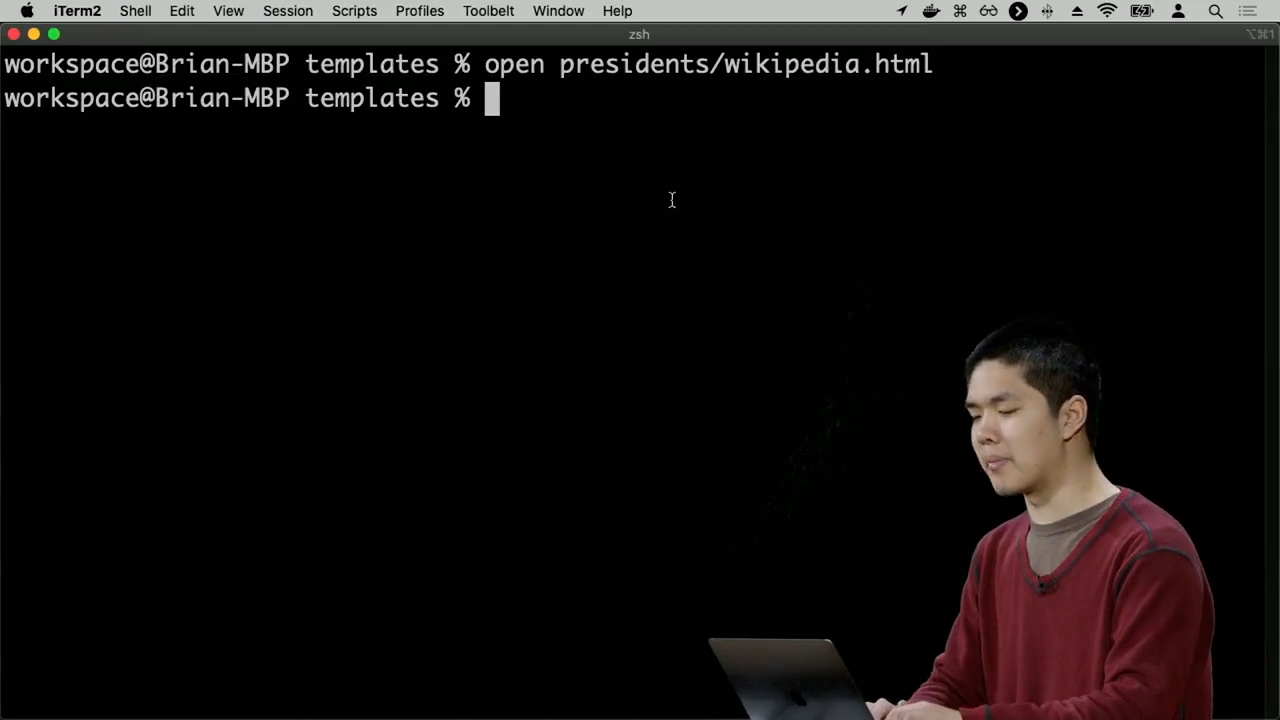 iTerm2 Shell Edit View Session Scripts Profiles Toolbelt Window Help
zsh
⌥⌘1
workspace@Brian-MBP templates % open presidents/wikipedia.html
workspace@Brian-MBP templates %